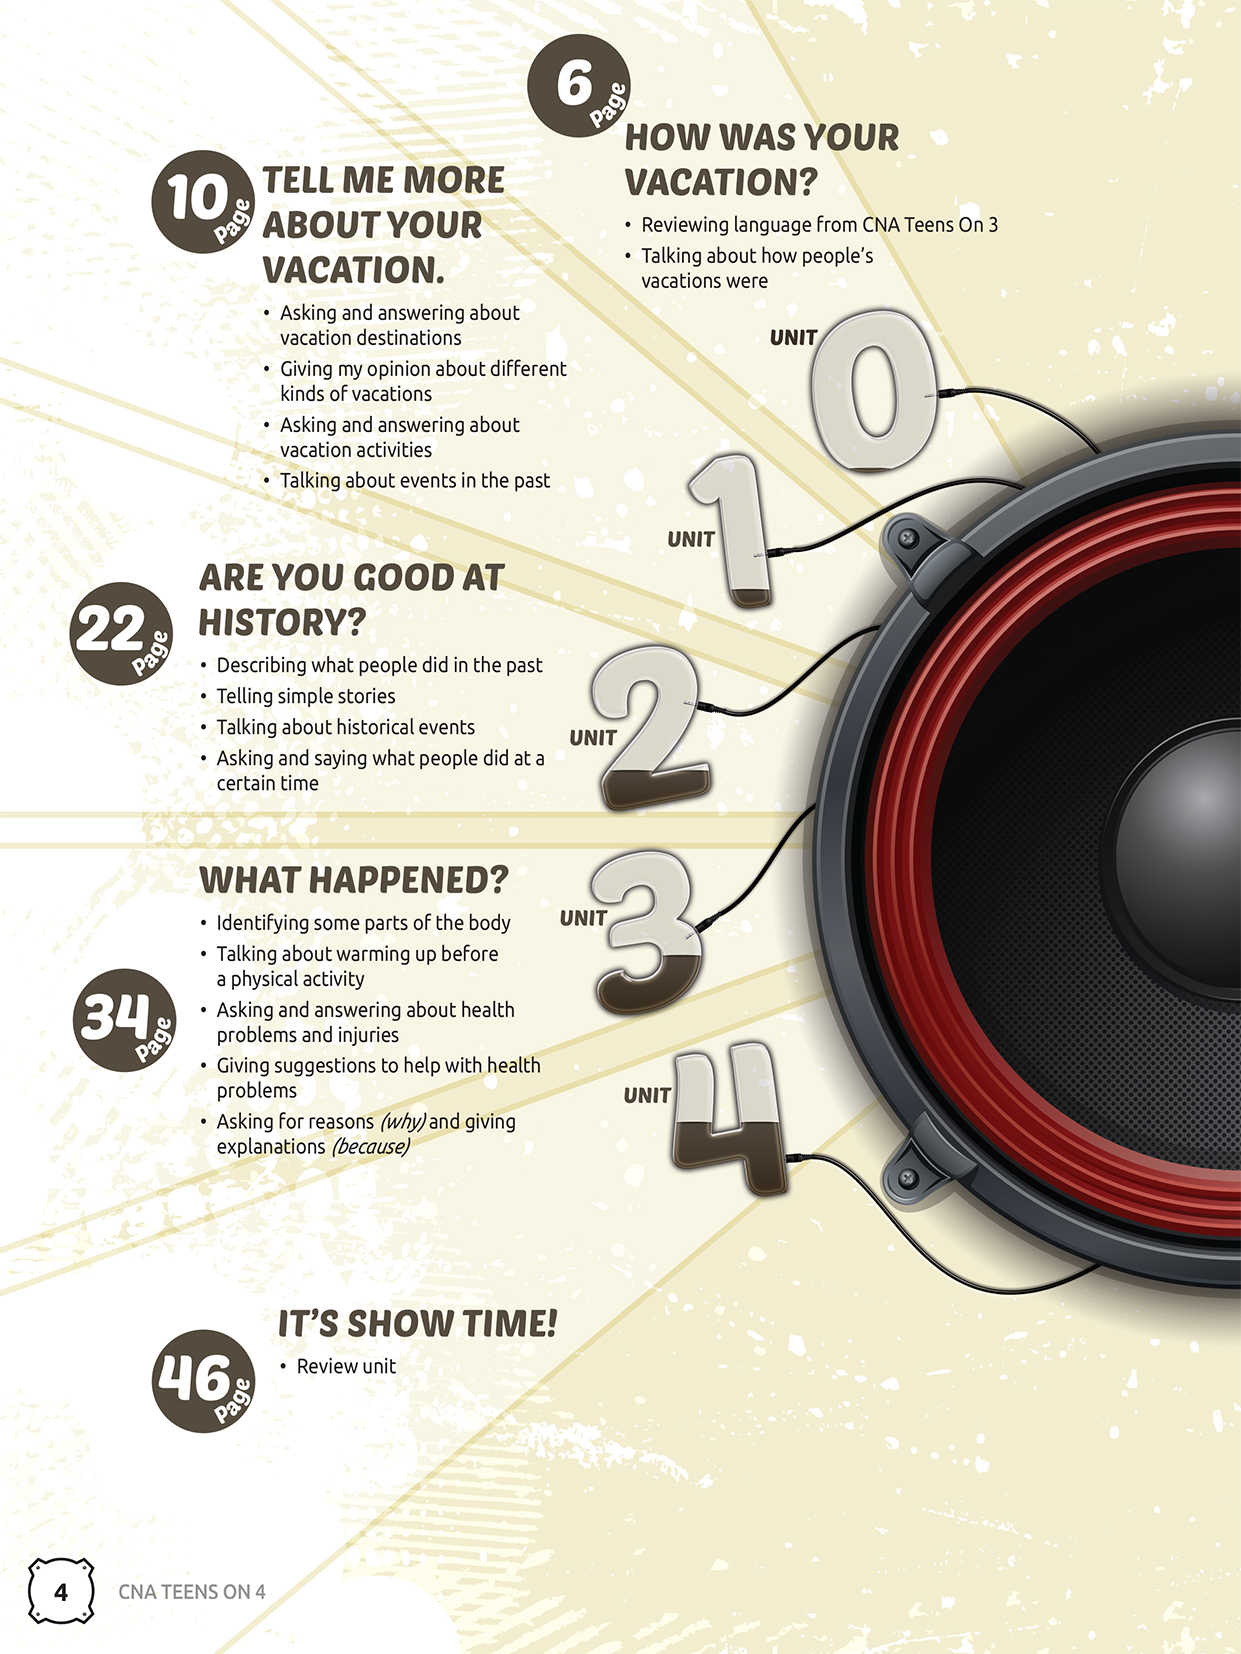 6
Page
HOW WAS YOUR
VACATION?
• Reviewing language from CNA Teens On 3
• Talking about how people's
vacations were
UNIT 0
10
Page
TELL ME MORE
ABOUT YOUR
VACATION.
• Asking and answering about
vacation destinations
• Giving my opinion about different
kinds of vacations
• Asking and answering about
vacation activities
• Talking about events in the past
UNIT 1
22
Page
ARE YOU GOOD AT
HISTORY?
• Describing what people did in the past
• Telling simple stories
• Talking about historical events
• Asking and saying what people did at a
certain time
UNIT 2
34
Page
WHAT HAPPENED?
• Identifying some parts of the body
• Talking about warming up before
a physical activity
• Asking and answering about health
problems and injuries
• Giving suggestions to help with health
problems
• Asking for reasons (why) and giving
explanations (because)
UNIT 3
46
Page
IT'S SHOW TIME!
• Review unit
UNIT 4
4
CNA TEENS ON 4